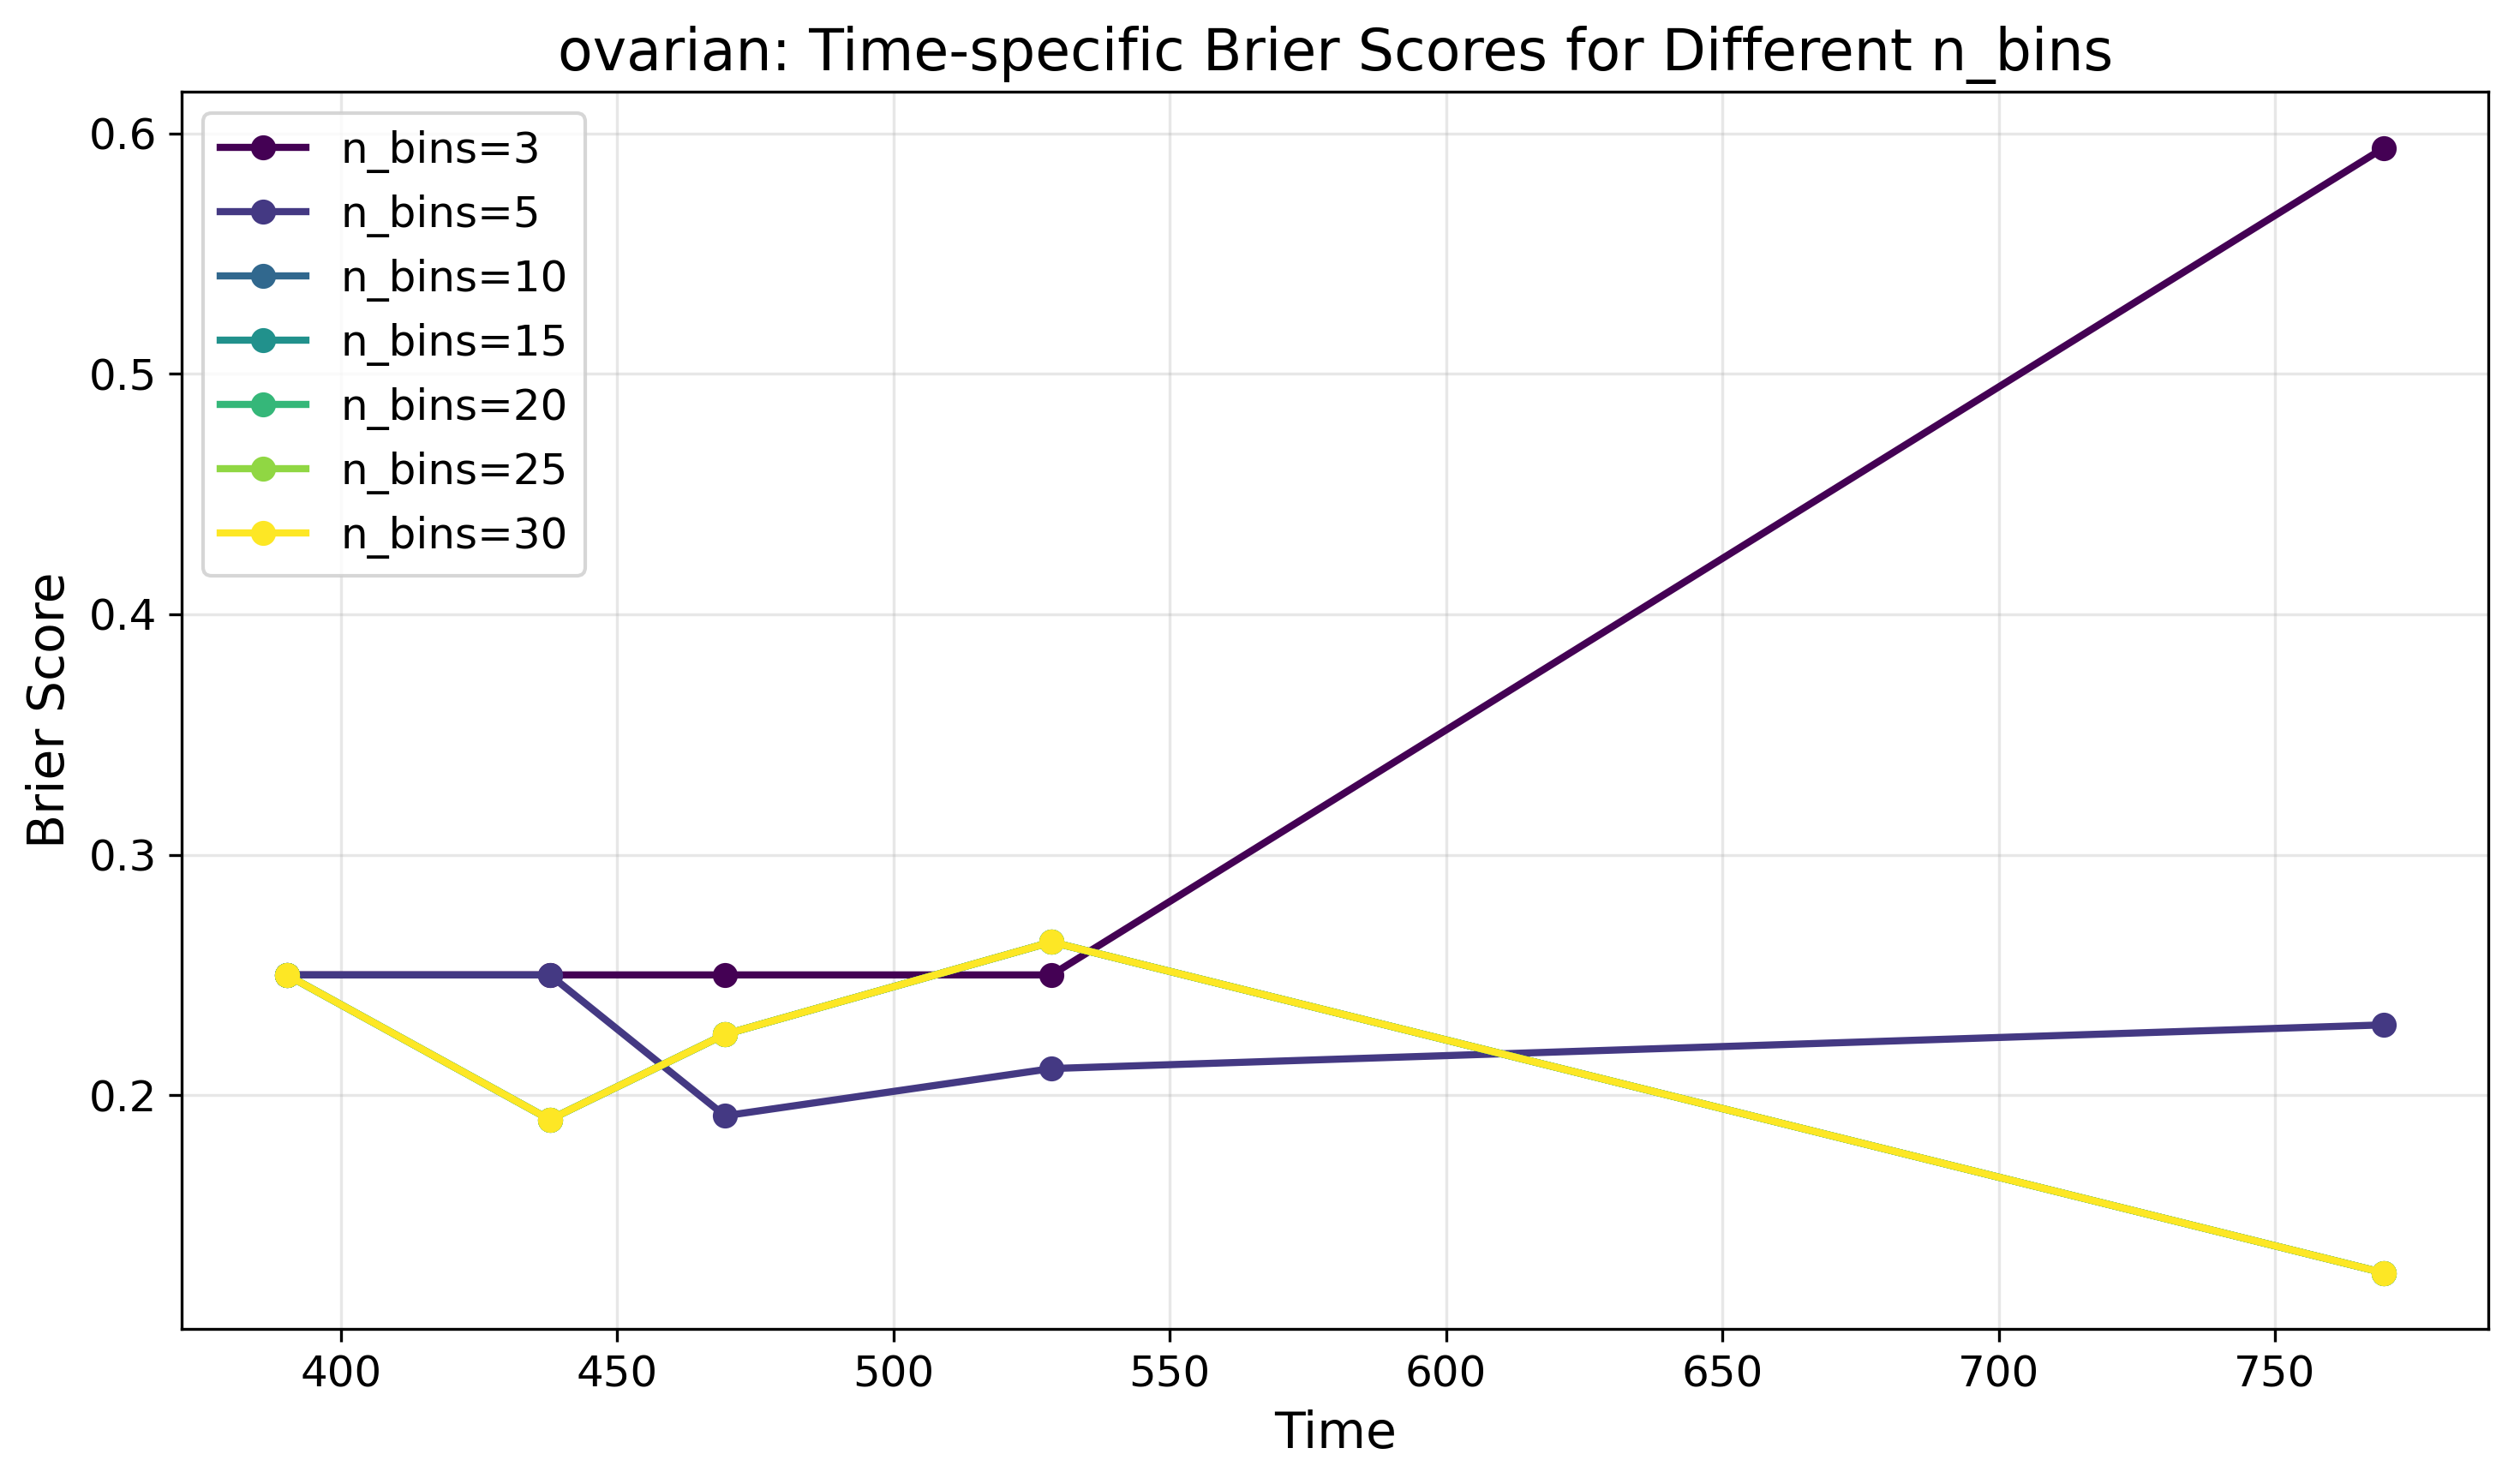 ovarian: Time-specific Brier Scores for Different n_bins
n_bins=3
n_bins=5
n_bins=10
n_bins=15
n_bins=20
n_bins=25
n_bins=30
Brier Score
0.6
0.5
0.4
0.3
0.2
400 450 500 550 600 650 700 750
Time